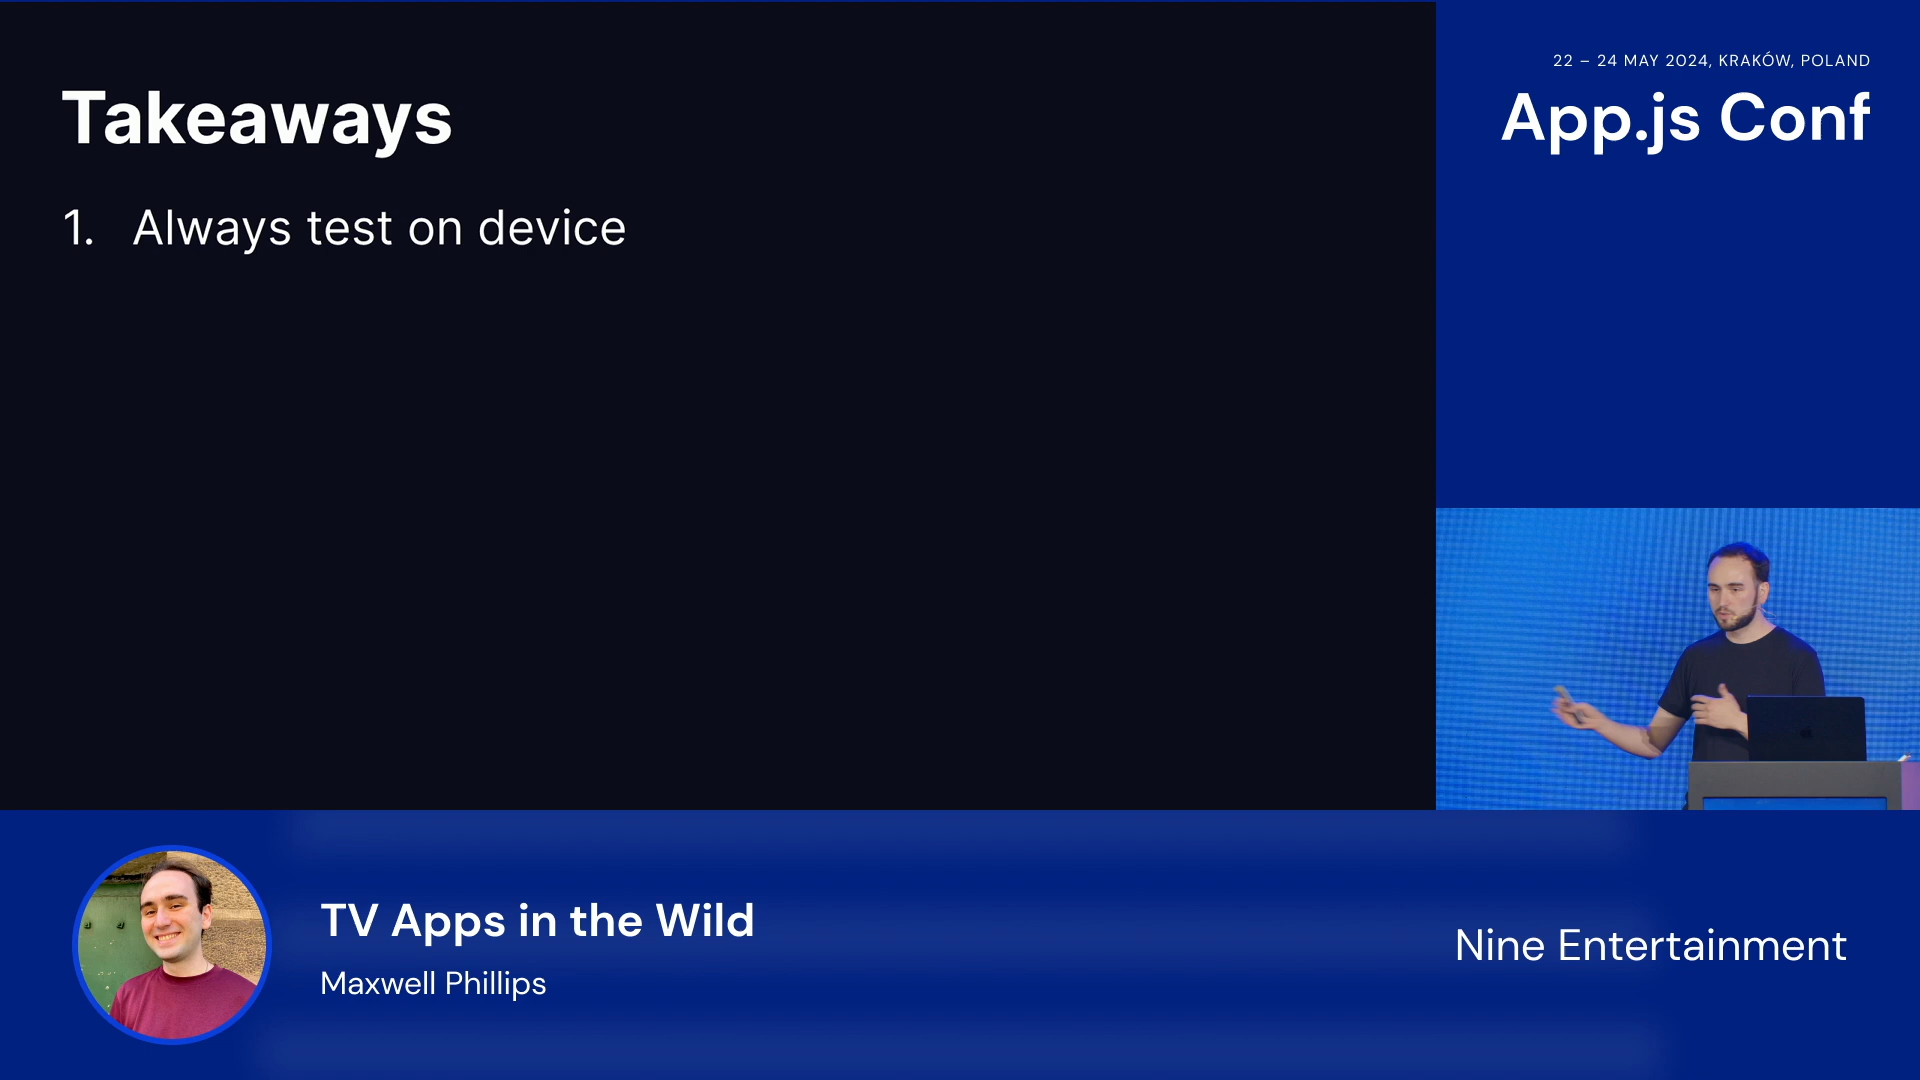 Takeaways
1. Always test on device
22 – 24 MAY 2024, KRAKÓW, POLAND
App.js Conf
TV Apps in the Wild
Maxwell Phillips
Nine Entertainment